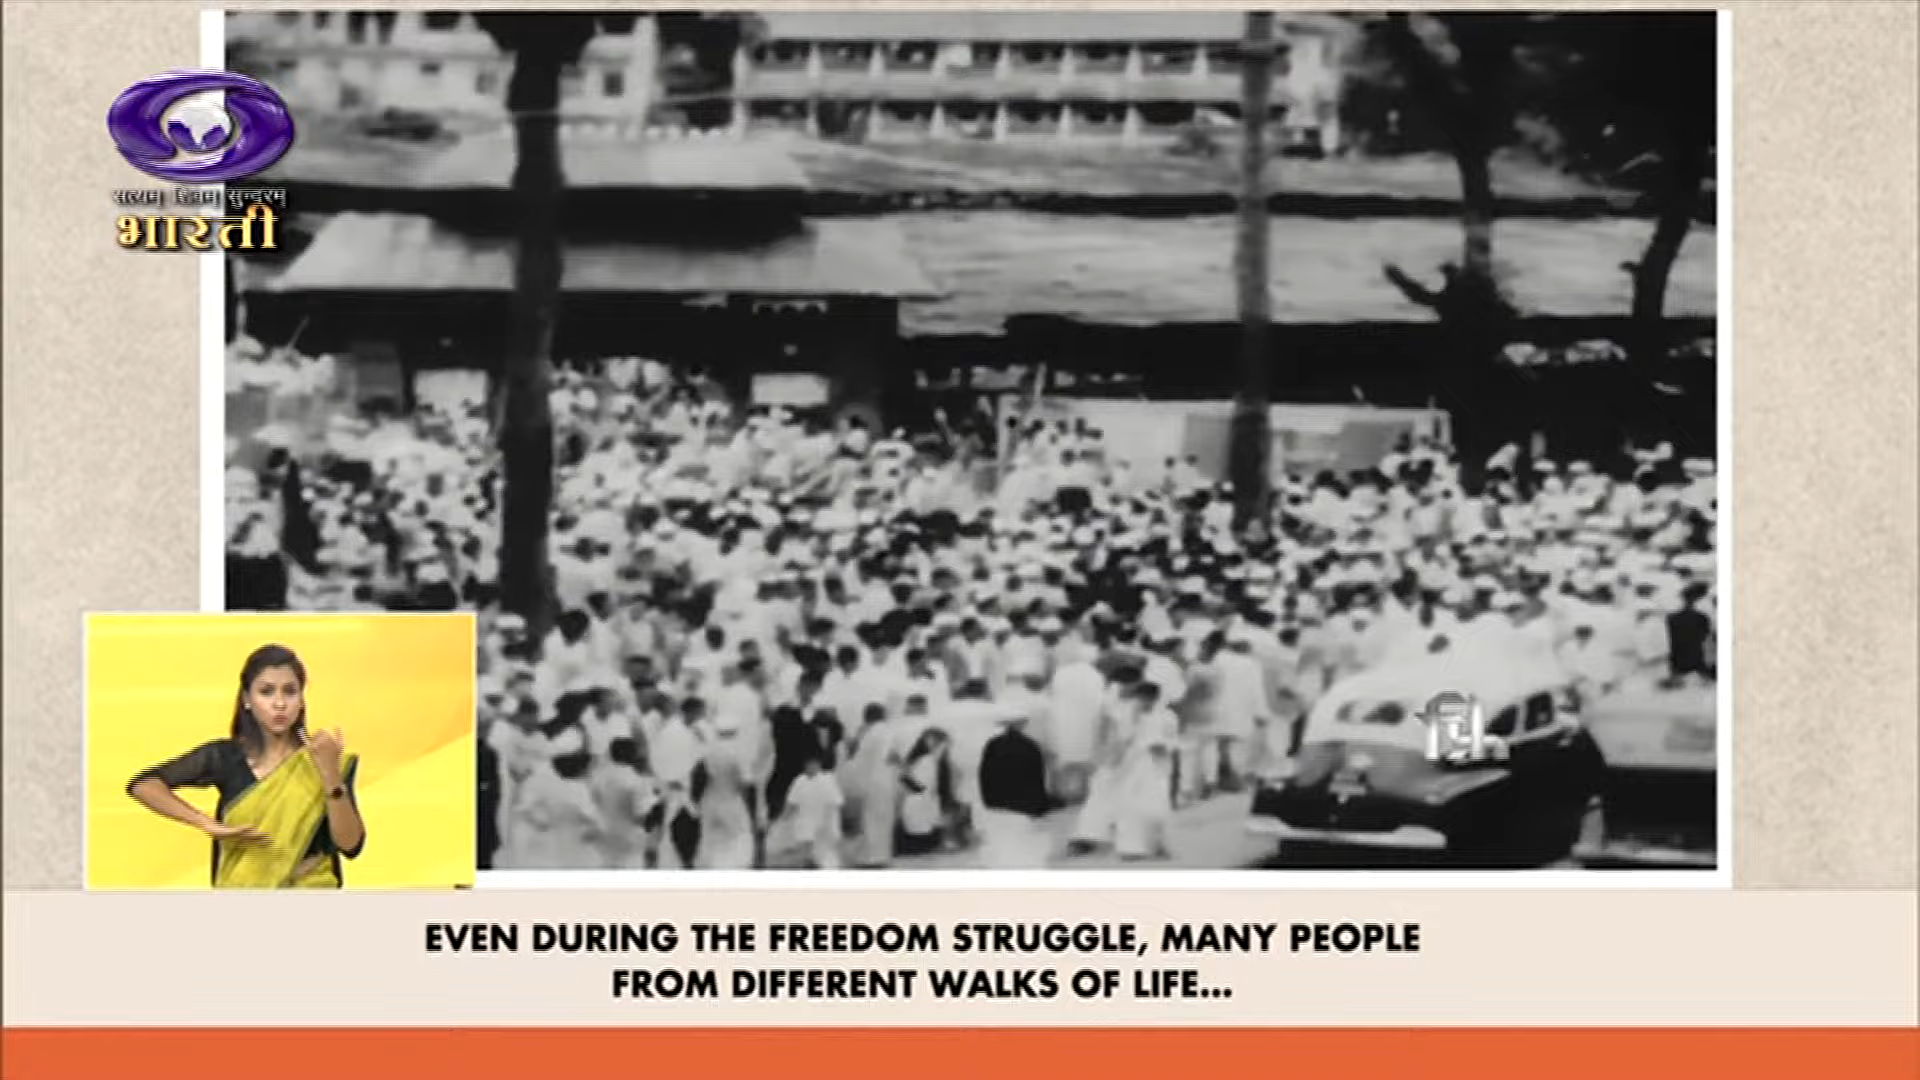 सत्यम् शिवम् सुन्दरम्
भारती
EVEN DURING THE FREEDOM STRUGGLE, MANY PEOPLE
FROM DIFFERENT WALKS OF LIFE...